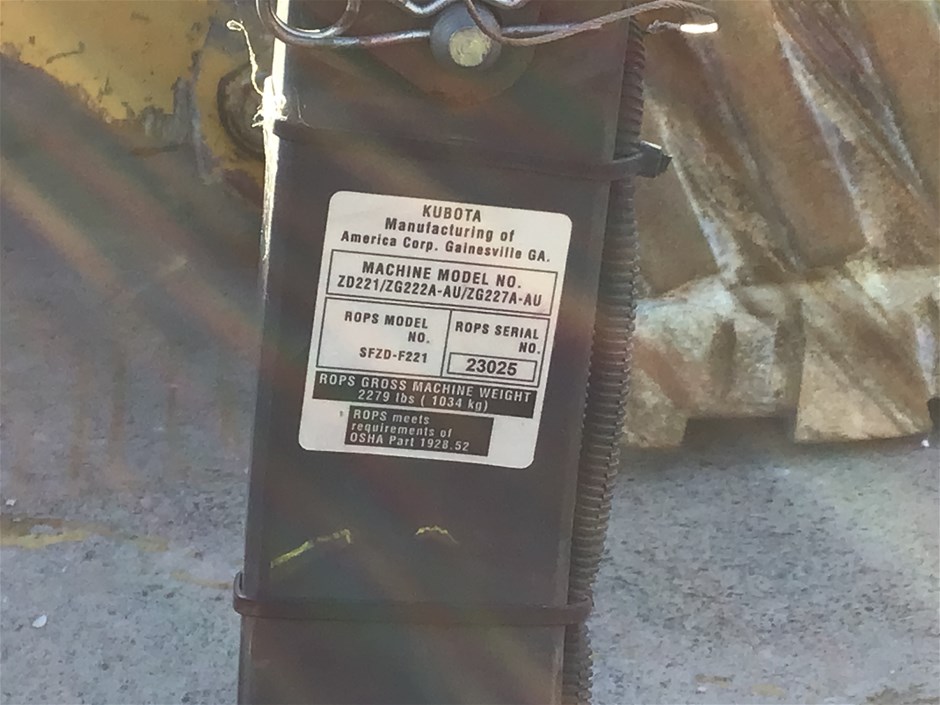 KUBOTA
Manufacturing of
America Corp. Gainesville GA.
MACHINE MODEL NO.
ZD221/ZG222A-AU/ZG227A-AU
ROPS MODEL
NO.
SFZD-F221
ROPS SERIAL
NO.
23025
ROPS GROSS MACHINE WEIGHT
2279 lbs ( 1034 kg)
ROPS meets
requirements of
OSHA Part 1928.52